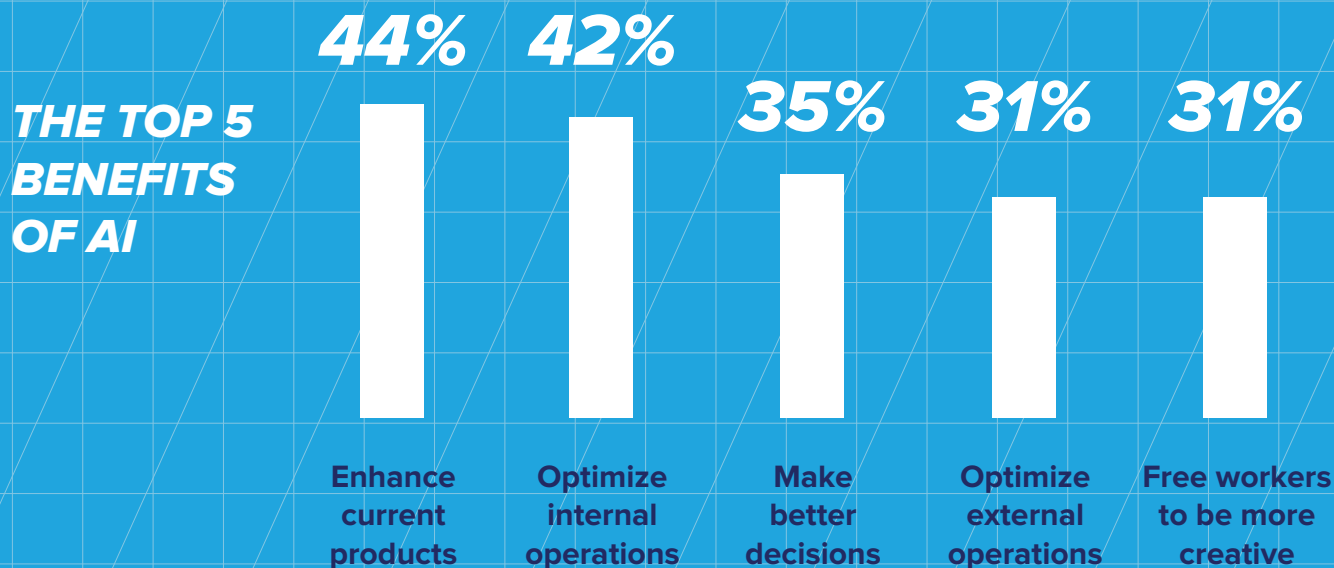 THE TOP 5
BENEFITS
OF AI
44%
42%
35%
31%
31%
Enhance
current
products
Optimize
internal
operations
Make
better
decisions
Optimize
external
operations
Free workers
to be more
creative